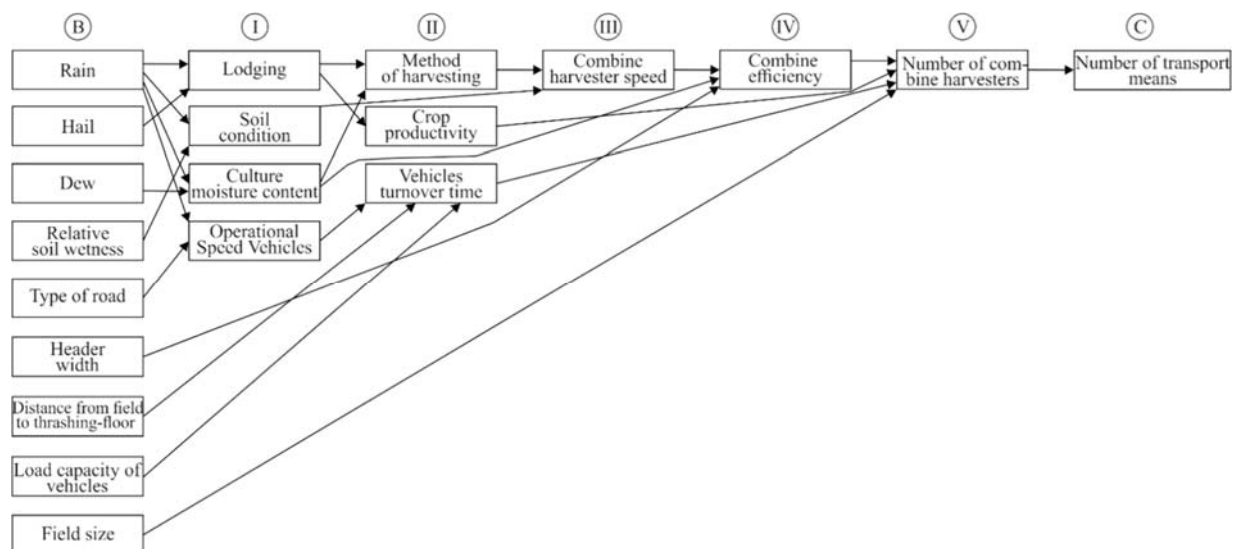 B
I
II
III
IV
V
C
Rain
Lodging
Method
of harvesting
Combine
harvester speed
Combine
efficiency
Number of com-
bine harvesters
Number of transport
means
Hail
Soil
condition
Crop
productivity
Dew
Culture
moisture content
Vehicles
turnover time
Relative
soil wetness
Operational
Speed Vehicles
Type of road
Header
width
Distance from field
to thrashing-floor
Load capacity of
vehicles
Field size